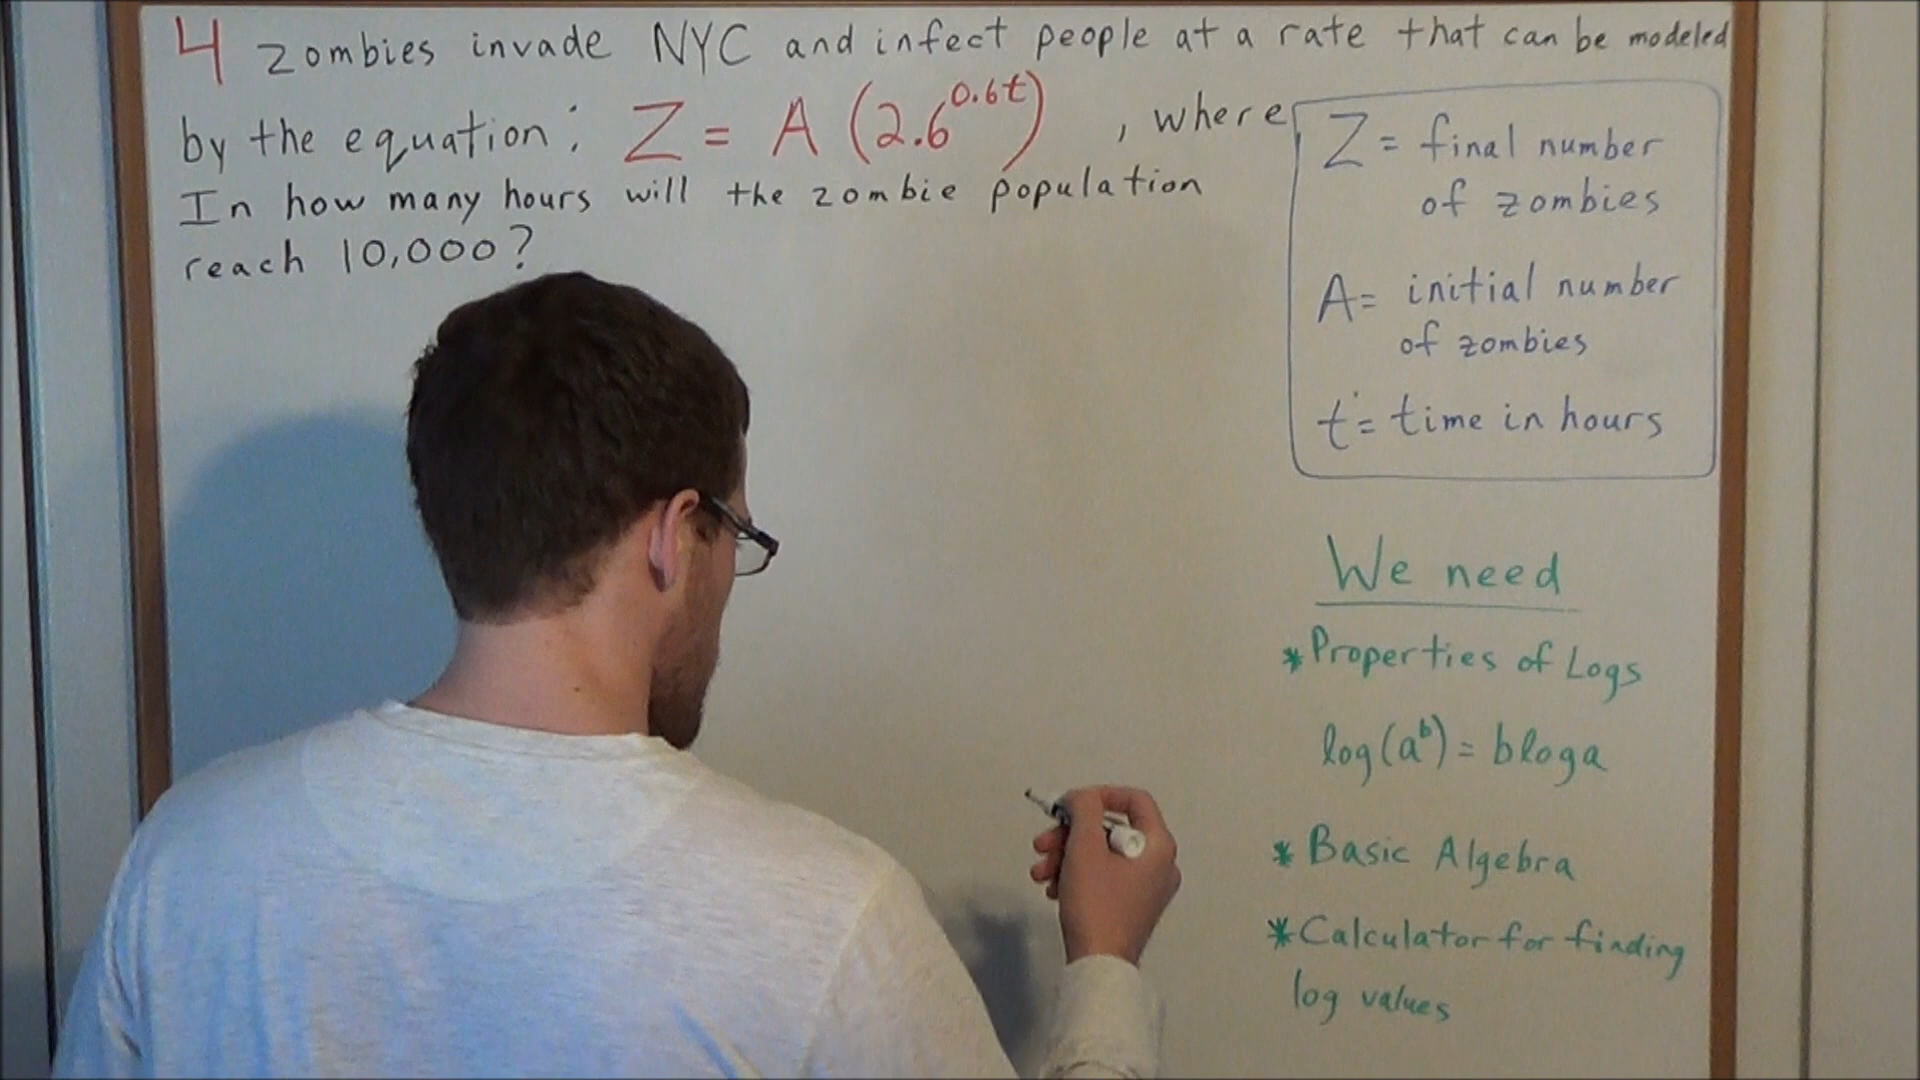 4 zombies invade NYC and infect people at a rate that can be modeled
by the equation: Z = A (2.6^0.6t) , where
In how many hours will the zombie population
reach 10,000?
Z = final number
of zombies
A = initial number
of zombies
t = time in hours
We need
* Properties of Logs
log(a^b) = b log a
* Basic Algebra
* Calculator for finding
log values